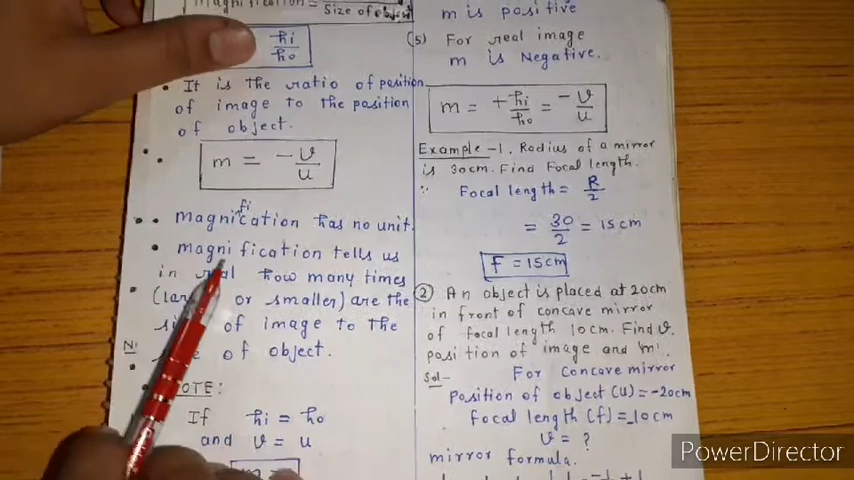 Magnification = Size of object
hi
ho
• It is the ratio of position
of image to the position
of object.
m = -v/u
• magnification has no unit.
• magnification tells us
in how many times
or smaller) are the
of image to the
of object.
NOTE:
If hi = ho
and v = u
m is positive
(5) For real image
m is Negative.
m = +hi/ho = -v/u
Example-1. Radius of a mirror
is 30cm. Find Focal length.
∵ Focal length = R/2
= 30/2 = 15cm
f = 15cm
② An object is placed at 20cm
in front of concave mirror
of focal length 10cm. Find v.
position of image and 'm'
Sol- For Concave mirror
position of object (u) = -20cm
focal length (f) = -10cm
v = ?
mirror formula.
PowerDirector